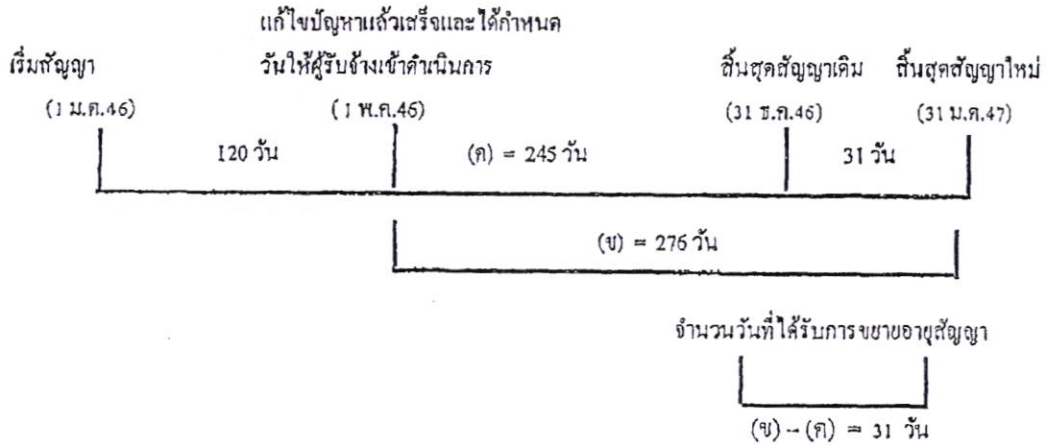 แก้ไขปัญหาแล้วเสร็จและได้กำหนด
เริ่มสัญญา วันให้ผู้รับจ้างเข้าดำเนินการ สิ้นสุดสัญญาเดิม สิ้นสุดสัญญาใหม่
(1 ม.ค.46) (1 พ.ค.46) (31 ธ.ค.46) (31 ม.ค.47)
120 วัน (ค) = 245 วัน 31 วัน
(ข) = 276 วัน
จำนวนวันที่ได้รับการขยายอายุสัญญา
(ข) – (ค) = 31 วัน